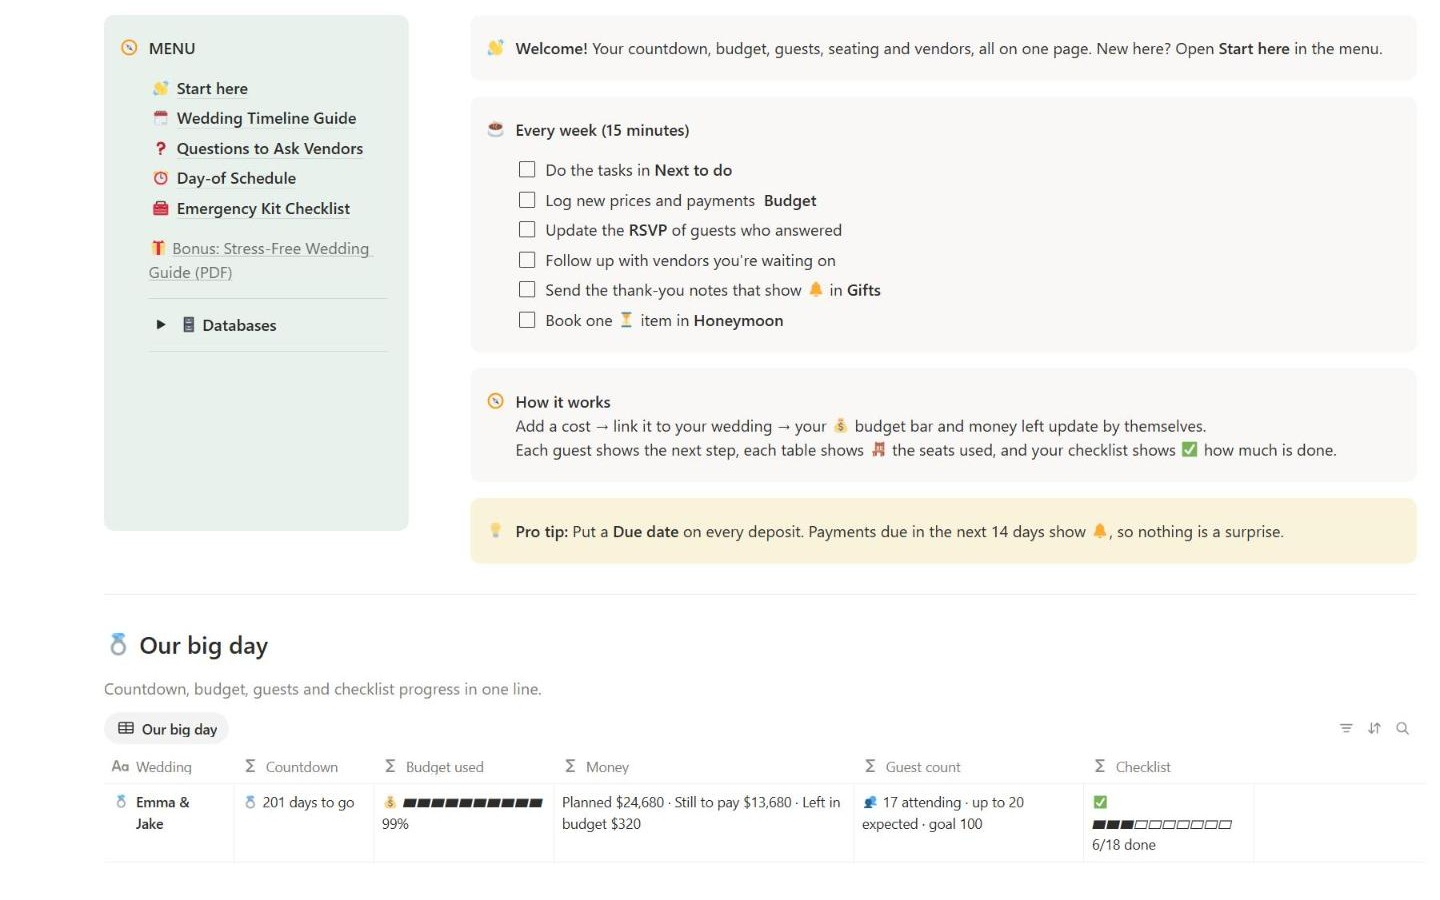 MENU
Start here
Wedding Timeline Guide
Questions to Ask Vendors
Day-of Schedule
Emergency Kit Checklist
Bonus: Stress-Free Wedding
Guide (PDF)
Databases
Welcome! Your countdown, budget, guests, seating and vendors, all on one page. New here? Open Start here in the menu.
Every week (15 minutes)
Do the tasks in Next to do
Log new prices and payments Budget
Update the RSVP of guests who answered
Follow up with vendors you're waiting on
Send the thank-you notes that show 🔔 in Gifts
Book one ⏳ item in Honeymoon
How it works
Add a cost → link it to your wedding → your 💰 budget bar and money left update by themselves.
Each guest shows the next step, each table shows 🪑 the seats used, and your checklist shows ✅ how much is done.
Pro tip: Put a Due date on every deposit. Payments due in the next 14 days show 🔔, so nothing is a surprise.
Our big day
Countdown, budget, guests and checklist progress in one line.
Our big day
Aa Wedding Σ Countdown Σ Budget used Σ Money Σ Guest count Σ Checklist
Emma &
Jake
201 days to go
99%
Planned $24,680 · Still to pay $13,680 · Left in
budget $320
17 attending · up to 20
expected · goal 100
6/18 done